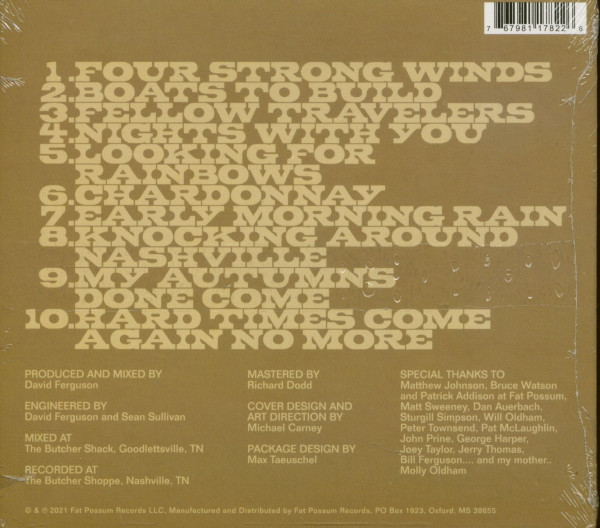 7 67981 17822 6
1. FOUR STRONG WINDS
2. BOATS TO BUILD
3. FELLOW TRAVELERS
4. NIGHTS WITH YOU
5. LOOKING FOR
RAINBOWS
6. CHARDONNAY
7. EARLY MORNING RAIN
8. KNOCKING AROUND
NASHVILLE
9. MY AUTUMN'S
DONE COME
10. HARD TIMES COME
AGAIN NO MORE
PRODUCED AND MIXED BY
David Ferguson
ENGINEERED BY
David Ferguson and Sean Sullivan
MIXED AT
The Butcher Shack, Goodlettsville, TN
RECORDED AT
The Butcher Shoppe, Nashville, TN
MASTERED BY
Richard Dodd
COVER DESIGN AND
ART DIRECTION BY
Michael Carney
PACKAGE DESIGN BY
Max Taeuschel
SPECIAL THANKS TO
Matthew Johnson, Bruce Watson
and Patrick Addison at Fat Possum,
Matt Sweeney, Dan Auerbach,
Sturgill Simpson, Will Oldham,
Peter Townsend, Pat McLaughlin,
John Prine, George Harper,
Joey Taylor, Jerry Thomas,
Bill Ferguson.... and my mother..
Molly Oldham
© & ℗ 2021 Fat Possum Records LLC. Manufactured and Distributed by Fat Possum Records, PO Box 1923, Oxford, MS 38655